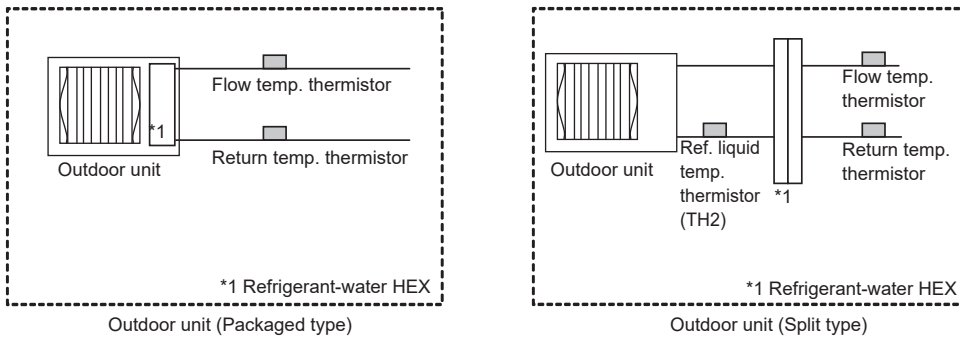 Flow temp. thermistor
*1
Return temp. thermistor
Outdoor unit
*1 Refrigerant-water HEX
Outdoor unit (Packaged type)
Flow temp.
thermistor
Outdoor unit
Ref. liquid
temp.
thermistor
(TH2)
*1
Return temp.
thermistor
*1 Refrigerant-water HEX
Outdoor unit (Split type)